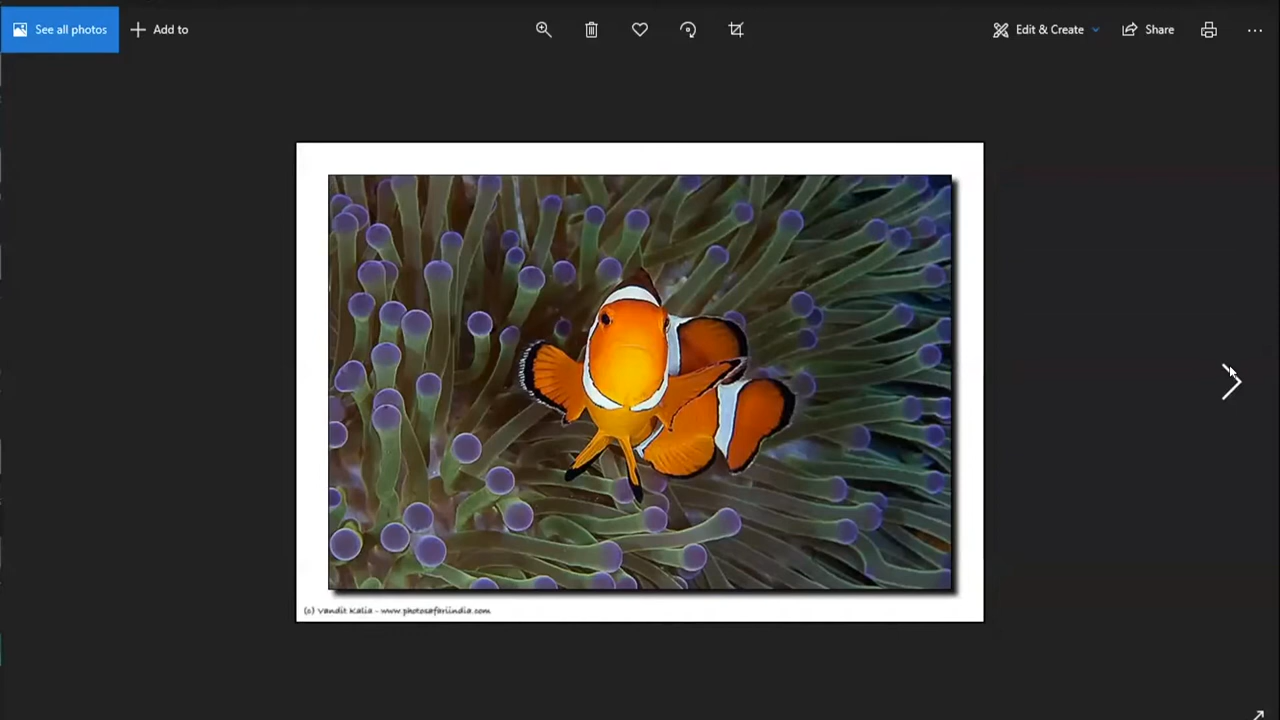 See all photos
Add to
Edit & Create
Share
(c) Vandit Kalia - www.photosafariindia.com